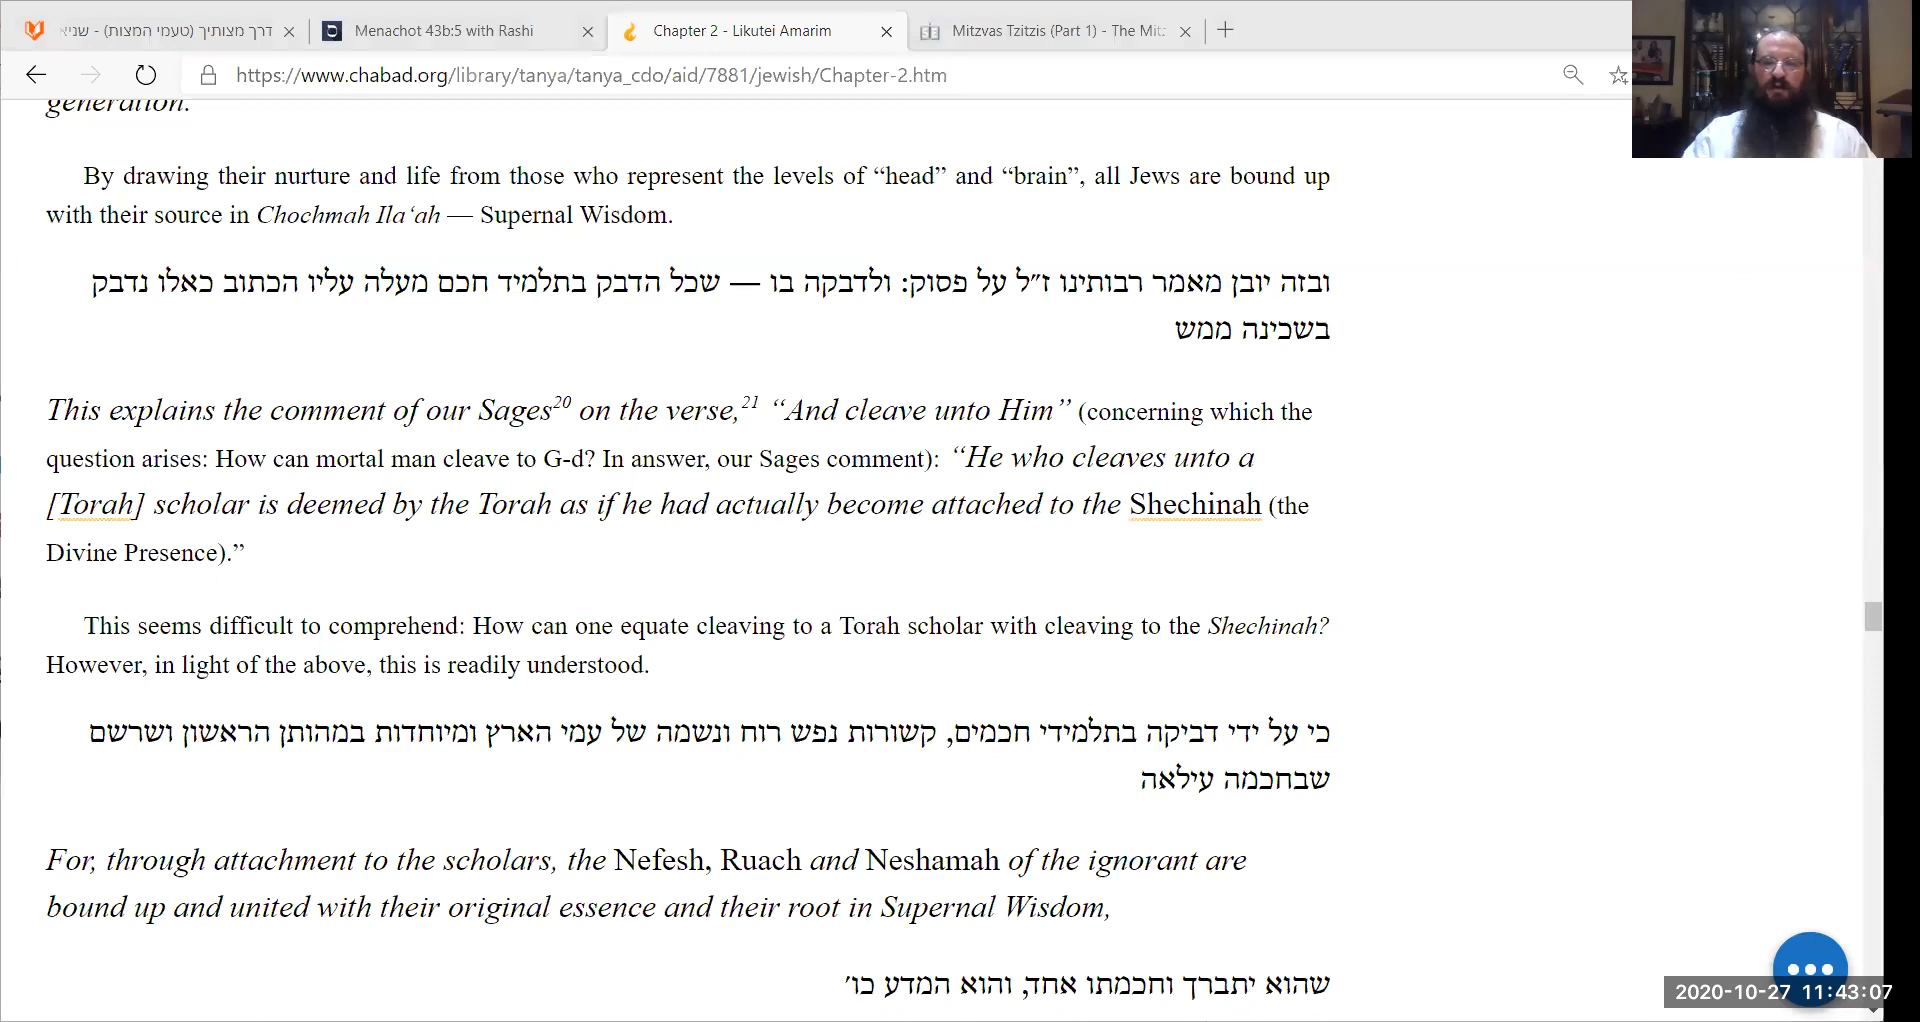 דרך מצותיך (טעמי המצות) - שניא
Menachot 43b:5 with Rashi
Chapter 2 - Likutei Amarim
Mitzvas Tzitzis (Part 1) - The Mitz
https://www.chabad.org/library/tanya/tanya_cdo/aid/7881/jewish/Chapter-2.htm
generation.
By drawing their nurture and life from those who represent the levels of “head” and “brain”, all Jews are bound up
with their source in Chochmah Ila‘ah — Supernal Wisdom.
ובזה יובן מאמר רבותינו ז״ל על פסוק: ולדבקה בו — שכל הדבק בתלמיד חכם מעלה עליו הכתוב כאלו נדבק
בשכינה ממש
This explains the comment of our Sages20 on the verse,21 “And cleave unto Him” (concerning which the
question arises: How can mortal man cleave to G-d? In answer, our Sages comment): “He who cleaves unto a
[Torah] scholar is deemed by the Torah as if he had actually become attached to the Shechinah (the
Divine Presence).”
This seems difficult to comprehend: How can one equate cleaving to a Torah scholar with cleaving to the Shechinah?
However, in light of the above, this is readily understood.
כי על ידי דביקה בתלמידי חכמים, קשורות נפש רוח ונשמה של עמי הארץ ומיוחדות במהותן הראשון ושרשם
שבחכמה עילאה
For, through attachment to the scholars, the Nefesh, Ruach and Neshamah of the ignorant are
bound up and united with their original essence and their root in Supernal Wisdom,
שהוא יתברך וחכמתו אחד, והוא המדע כו׳
2020-10-27 11:43:07